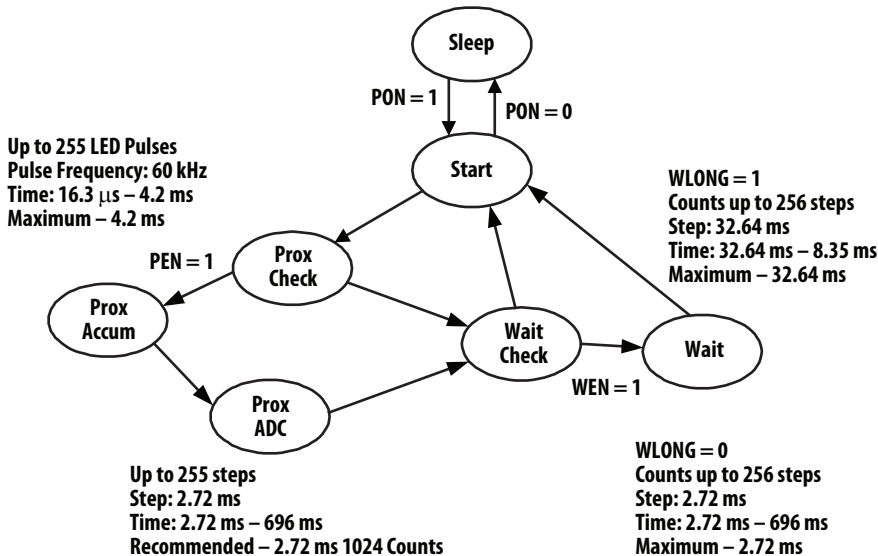 Sleep
PON = 1
PON = 0
Start
Up to 255 LED Pulses
Pulse Frequency: 60 kHz
Time: 16.3 μs – 4.2 ms
Maximum – 4.2 ms
WLONG = 1
Counts up to 256 steps
Step: 32.64 ms
Time: 32.64 ms – 8.35 ms
Maximum – 32.64 ms
PEN = 1
Prox
Check
Prox
Accum
Wait
Check
Wait
WEN = 1
Prox
ADC
Up to 255 steps
Step: 2.72 ms
Time: 2.72 ms – 696 ms
Recommended – 2.72 ms 1024 Counts
WLONG = 0
Counts up to 256 steps
Step: 2.72 ms
Time: 2.72 ms – 696 ms
Maximum – 2.72 ms